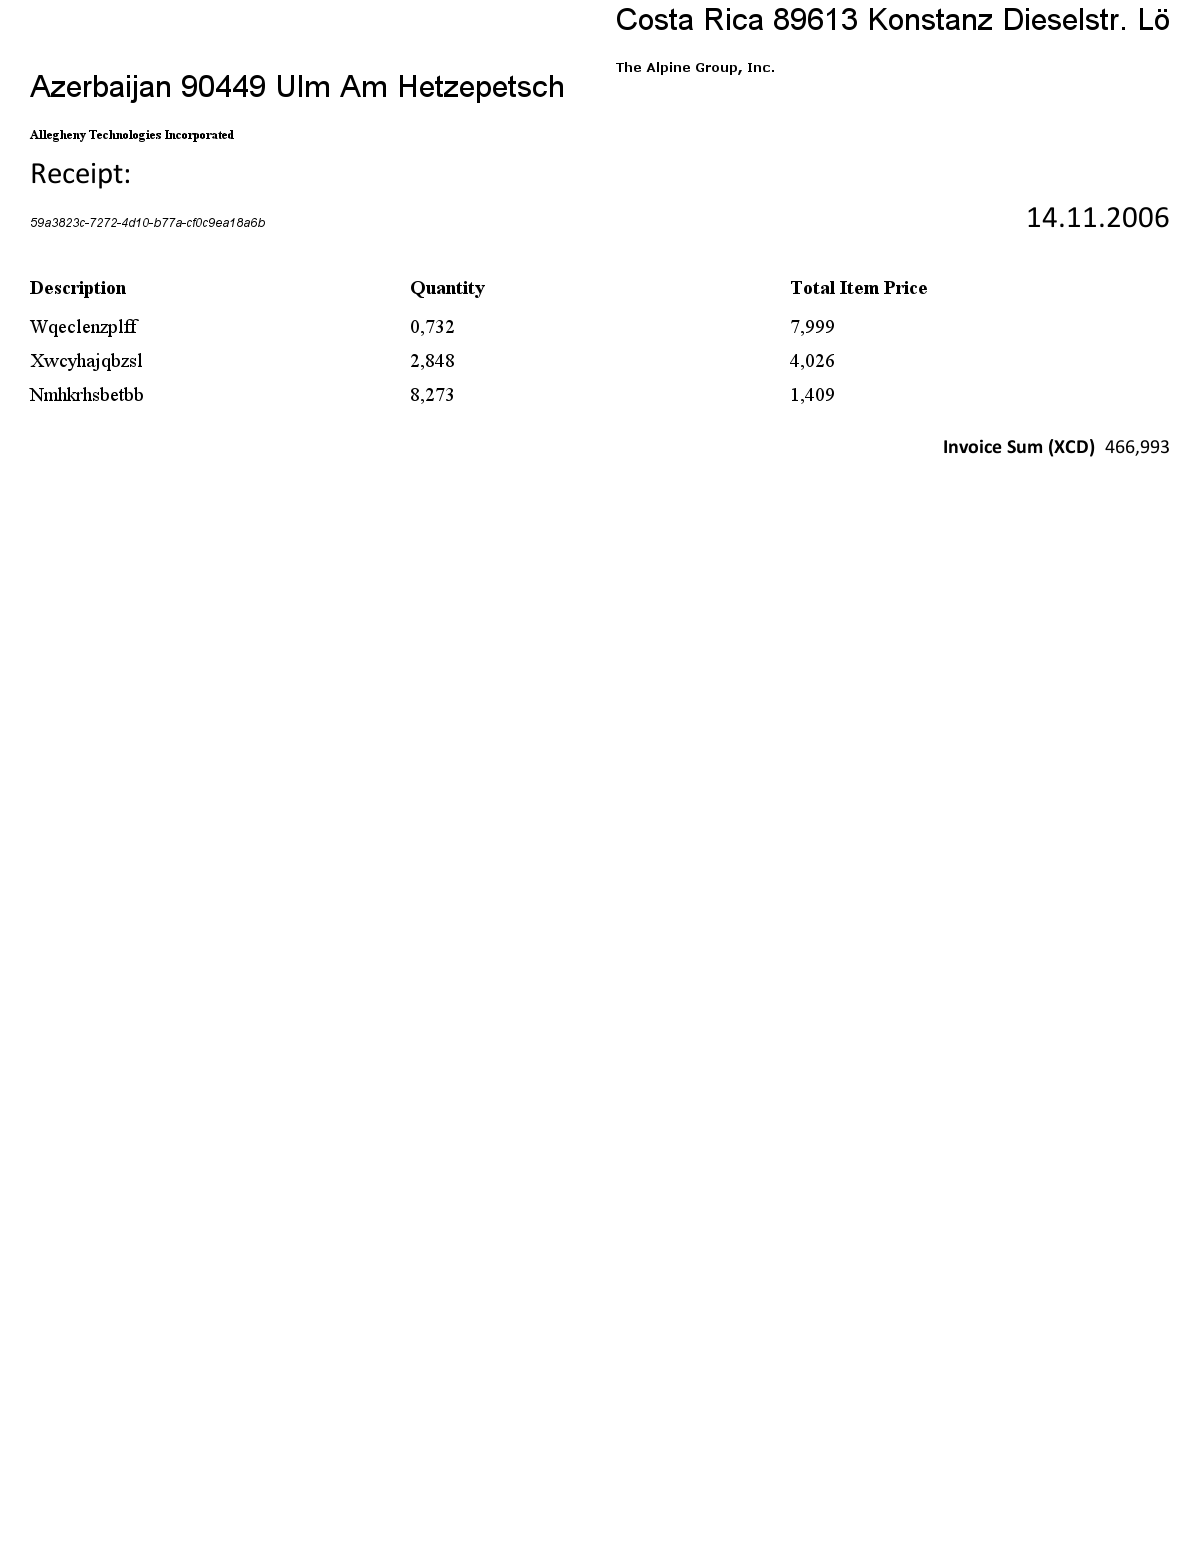 Costa Rica 89613 Konstanz Dieselstr. Lö
The Alpine Group, Inc.
Azerbaijan 90449 Ulm Am Hetzepetsch
Allegheny Technologies Incorporated
Receipt:
59a3823c-7272-4d10-b77a-cf0c9ea18a6b
14.11.2006
Description Quantity Total Item Price
Wqeclenzplff 0,732 7,999
Xwcyhajqbzsl 2,848 4,026
Nmhkrhsbetbb 8,273 1,409
Invoice Sum (XCD) 466,993